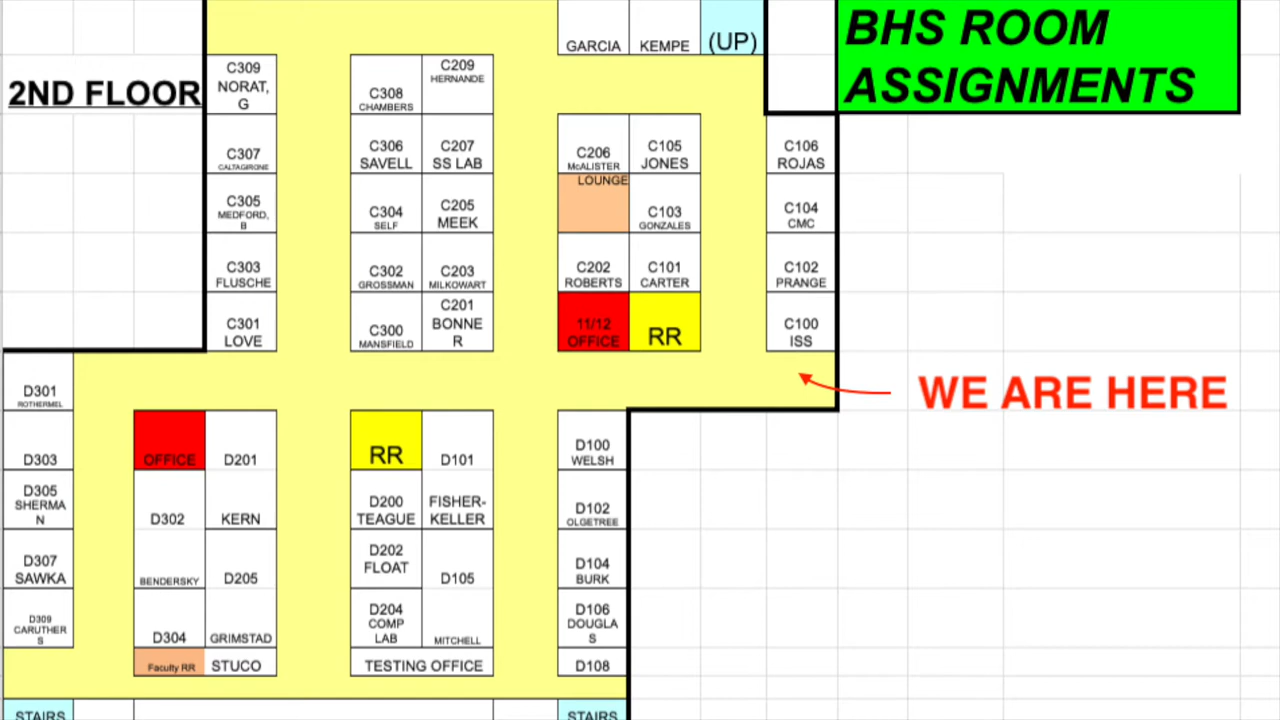 GARCIA
KEMPE
(UP)
BHS ROOM
ASSIGNMENTS
2ND FLOOR
C309
NORAT,
G
C308
CHAMBERS
C209
HERNANDE
C307
CALTAGIRONE
C306
SAVELL
C207
SS LAB
C206
McALISTER
C105
JONES
C106
ROJAS
C305
MEDFORD,
B
C304
SELF
C205
MEEK
LOUNGE
C103
GONZALES
C104
CMC
C303
FLUSCHE
C302
GROSSMAN
C203
MILKOWART
C202
ROBERTS
C101
CARTER
C102
PRANGE
C301
LOVE
C300
MANSFIELD
C201
BONNE
R
11/12
OFFICE
RR
C100
ISS
WE ARE HERE
D301
ROTHERMEL
D303
OFFICE
D201
RR
D101
D100
WELSH
D305
SHERMA
N
D302
KERN
D200
TEAGUE
FISHER-
KELLER
D102
OLGETREE
D307
SAWKA
BENDERSKY
D205
D202
FLOAT
D105
D104
BURK
D309
CARUTHER
S
D304
GRIMSTAD
D204
COMP
LAB
MITCHELL
D106
DOUGLA
S
Faculty RR
STUCO
TESTING OFFICE
D108
STAIRS
STAIRS